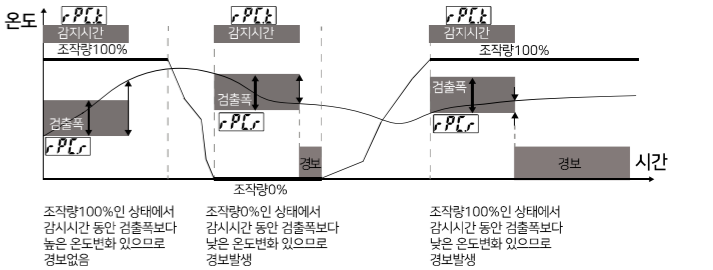 온도
rPC.t
rPC.t
rPC.t
감지시간
감지시간
감지시간
조작량100%
조작량100%
검출폭
검출폭
검출폭
rPC.r
rPC.r
rPC.r
경보
경보
시간
조작량0%
조작량100%인 상태에서
감지시간 동안 검출폭보다
높은 온도변화 있으므로
경보없음
조작량0%인 상태에서
감시시간 동안 검출폭보다
낮은 온도변화 있으므로
경보발생
조작량100%인 상태에서
감지시간 동안 검출폭보다
낮은 온도변화 있으므로
경보발생